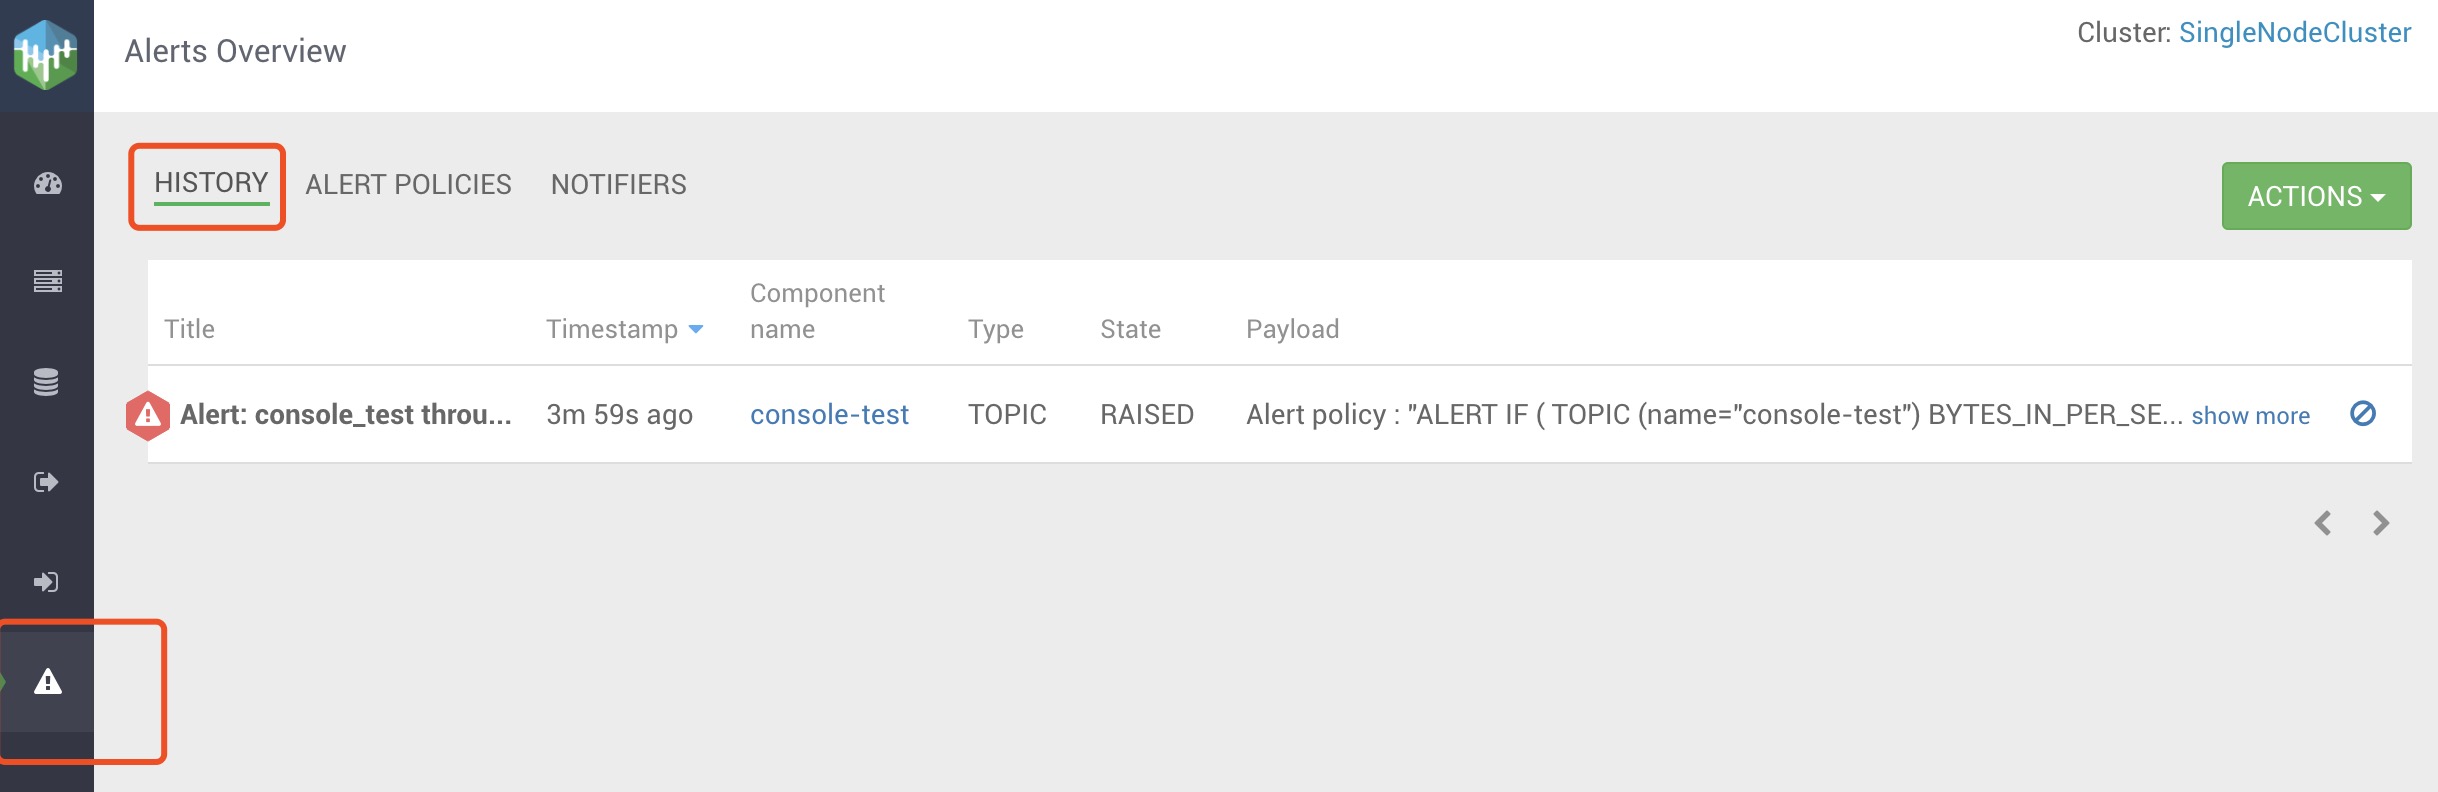 Alerts Overview
Cluster: SingleNodeCluster
HISTORY ALERT POLICIES NOTIFIERS
ACTIONS
Title Timestamp Component name Type State Payload
Alert: console_test throu... 3m 59s ago console-test TOPIC RAISED Alert policy : "ALERT IF ( TOPIC (name="console-test") BYTES_IN_PER_SE... show more